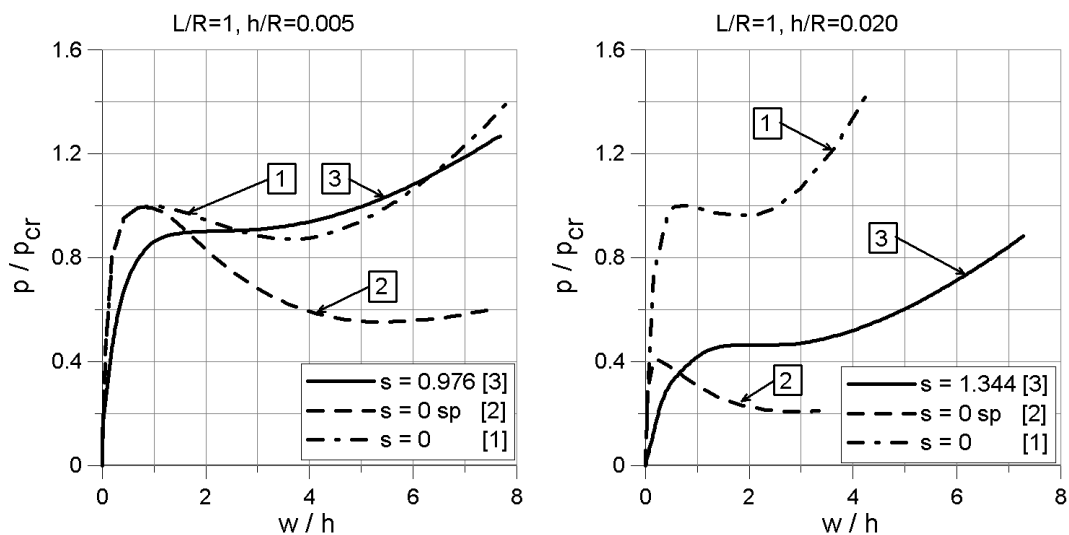 L/R=1, h/R=0.005
1.6
1.2
0.8
0.4
0
p / pcr
1
3
2
s = 0.976 [3]
s = 0 sp [2]
s = 0 [1]
0 2 4 6 8
w / h
L/R=1, h/R=0.020
1.6
1.2
0.8
0.4
0
p / pcr
1
3
2
s = 1.344 [3]
s = 0 sp [2]
s = 0 [1]
0 2 4 6 8
w / h